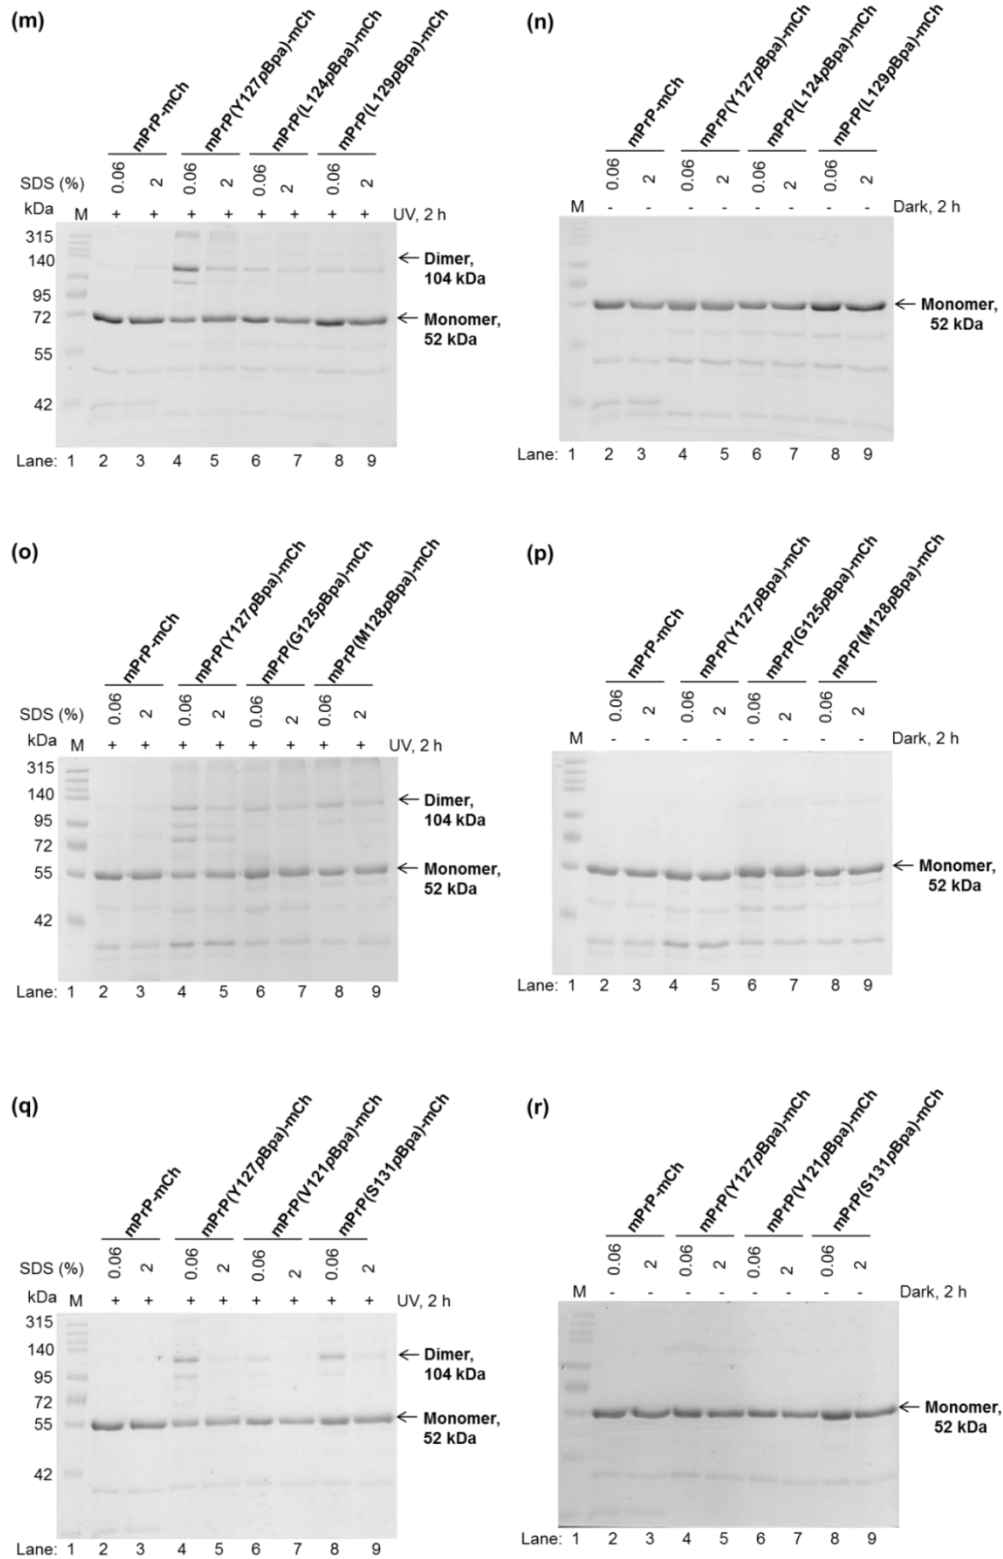 (m)
mPrP-mCh
mPrP(Y127pBpa)-mCh
mPrP(L124pBpa)-mCh
mPrP(L129pBpa)-mCh
SDS (%) 0.06 2 0.06 2 0.06 2 0.06 2
kDa M + + + + + + + + UV, 2 h
315
140
95
72
55
42
← Dimer,
104 kDa
← Monomer,
52 kDa
Lane: 1 2 3 4 5 6 7 8 9
(n)
mPrP-mCh
mPrP(Y127pBpa)-mCh
mPrP(L124pBpa)-mCh
mPrP(L129pBpa)-mCh
0.06 2 0.06 2 0.06 2 0.06 2
M - - - - - - - - Dark, 2 h
← Monomer,
52 kDa
Lane: 1 2 3 4 5 6 7 8 9
(o)
mPrP-mCh
mPrP(Y127pBpa)-mCh
mPrP(G125pBpa)-mCh
mPrP(M128pBpa)-mCh
SDS (%) 0.06 2 0.06 2 0.06 2 0.06 2
kDa M + + + + + + + + UV, 2 h
315
140
95
72
55
42
← Dimer,
104 kDa
← Monomer,
52 kDa
Lane: 1 2 3 4 5 6 7 8 9
(p)
mPrP-mCh
mPrP(Y127pBpa)-mCh
mPrP(G125pBpa)-mCh
mPrP(M128pBpa)-mCh
0.06 2 0.06 2 0.06 2 0.06 2
M - - - - - - - - Dark, 2 h
← Monomer,
52 kDa
Lane: 1 2 3 4 5 6 7 8 9
(q)
mPrP-mCh
mPrP(Y127pBpa)-mCh
mPrP(V121pBpa)-mCh
mPrP(S131pBpa)-mCh
SDS (%) 0.06 2 0.06 2 0.06 2 0.06 2
kDa M + + + + + + + + UV, 2 h
315
140
95
72
55
42
← Dimer,
104 kDa
← Monomer,
52 kDa
Lane: 1 2 3 4 5 6 7 8 9
(r)
mPrP-mCh
mPrP(Y127pBpa)-mCh
mPrP(V121pBpa)-mCh
mPrP(S131pBpa)-mCh
0.06 2 0.06 2 0.06 2 0.06 2
M - - - - - - - - Dark, 2 h
← Monomer,
52 kDa
Lane: 1 2 3 4 5 6 7 8 9